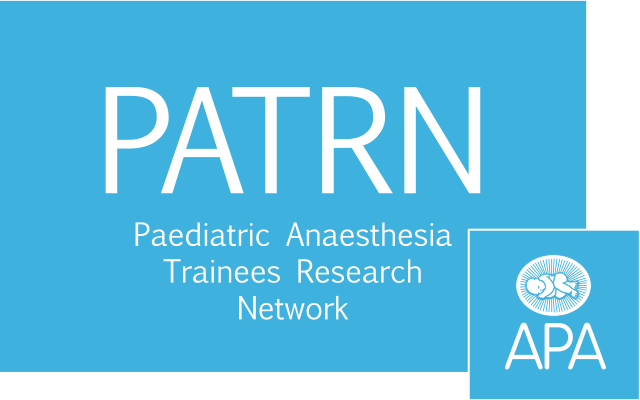 PATRN
Paediatric Anaesthesia
Trainees Research
Network
APA